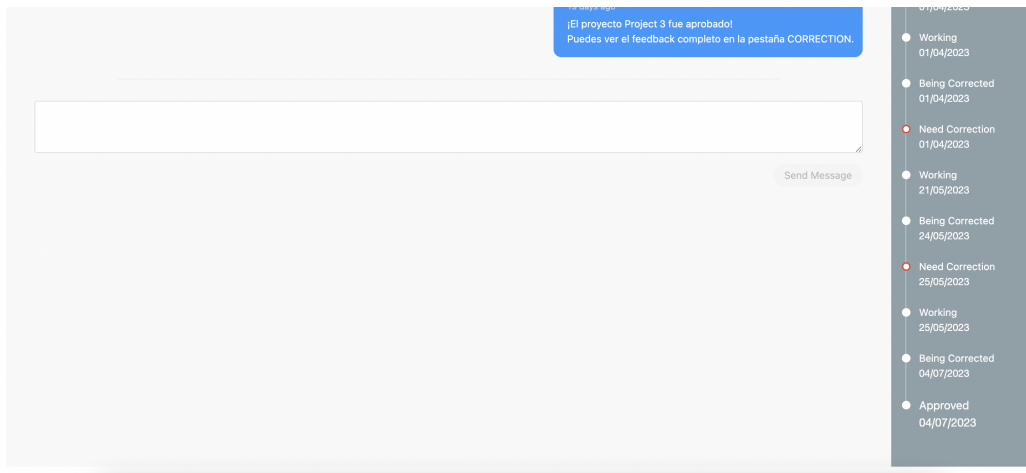 ¡El proyecto Project 3 fue aprobado!
Puedes ver el feedback completo en la pestaña CORRECTION.
Send Message
Working
01/04/2023
Being Corrected
01/04/2023
Need Correction
01/04/2023
Working
21/05/2023
Being Corrected
24/05/2023
Need Correction
25/05/2023
Working
25/05/2023
Being Corrected
04/07/2023
Approved
04/07/2023